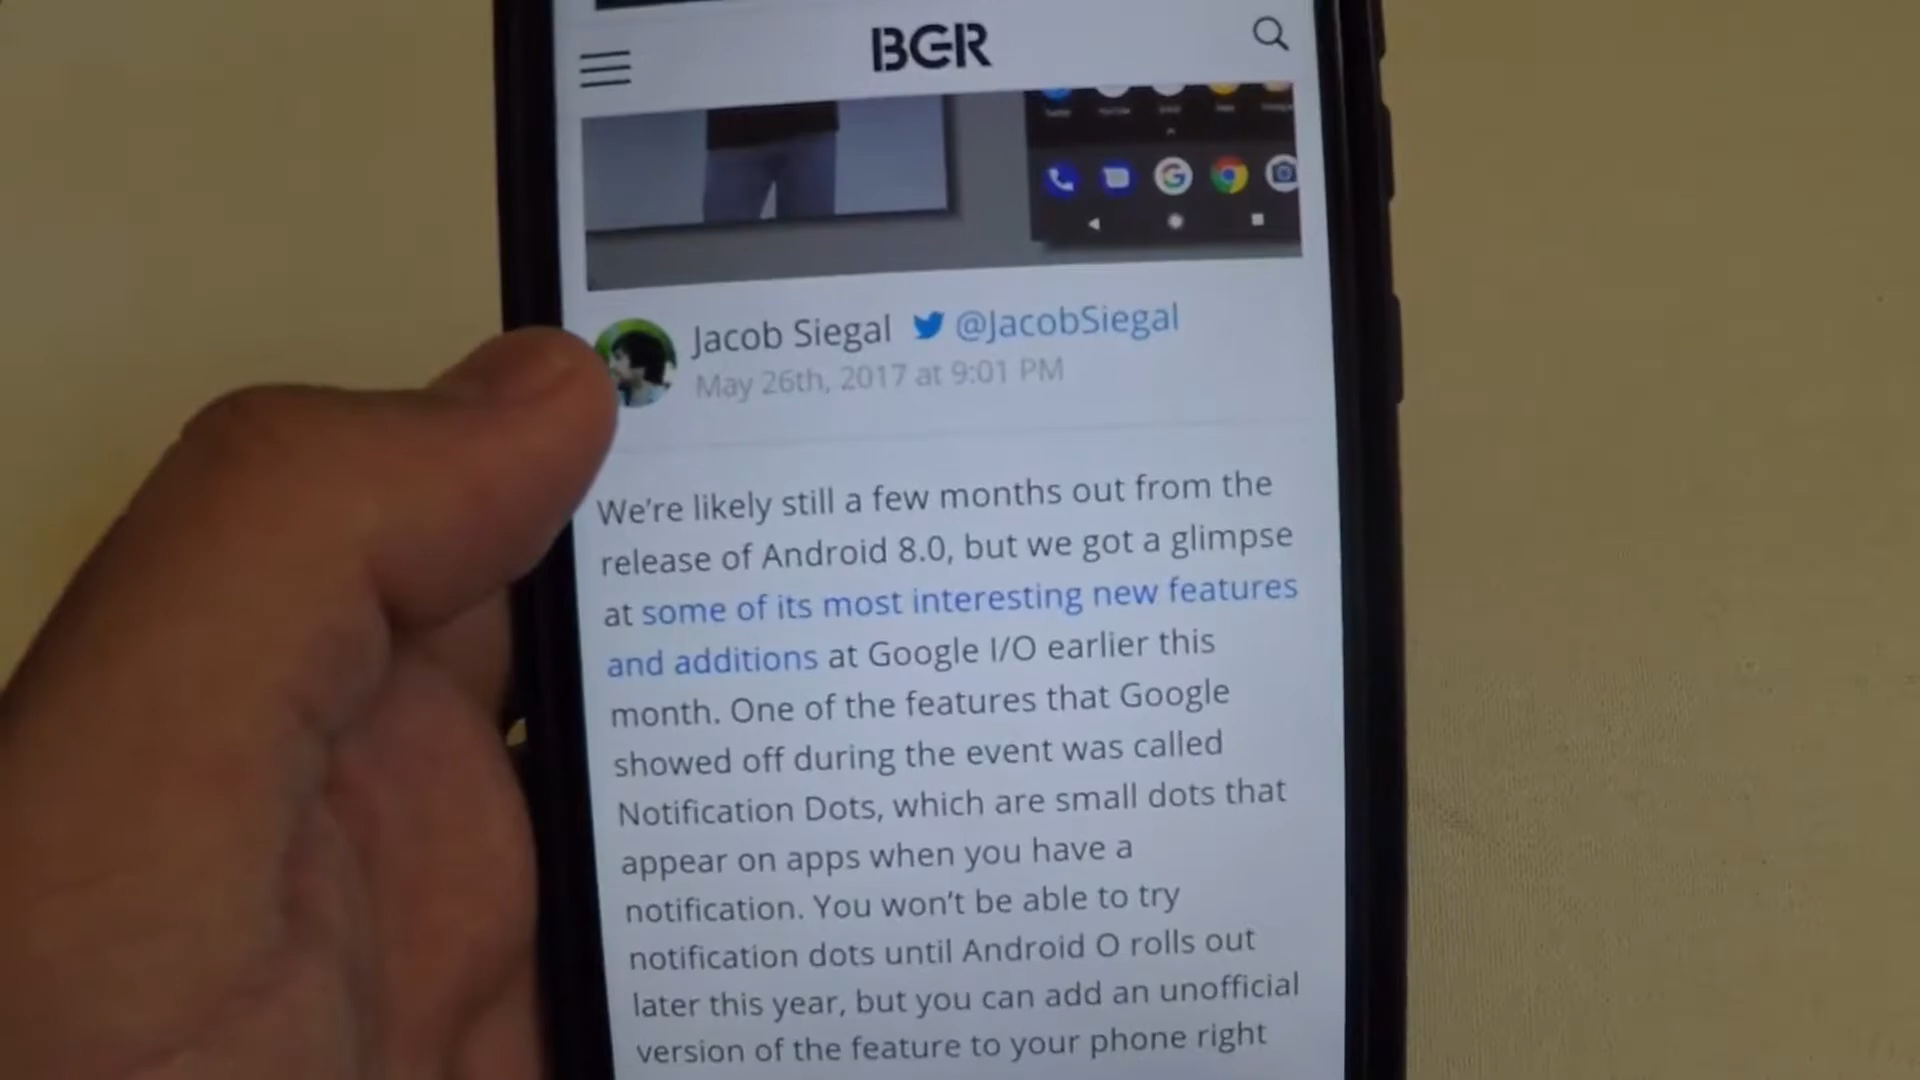 BGR
Jacob Siegal @JacobSiegal
May 26th, 2017 at 9:01 PM
We're likely still a few months out from the
release of Android 8.0, but we got a glimpse
at some of its most interesting new features
and additions at Google I/O earlier this
month. One of the features that Google
showed off during the event was called
Notification Dots, which are small dots that
appear on apps when you have a
notification. You won't be able to try
notification dots until Android O rolls out
later this year, but you can add an unofficial
version of the feature to your phone right